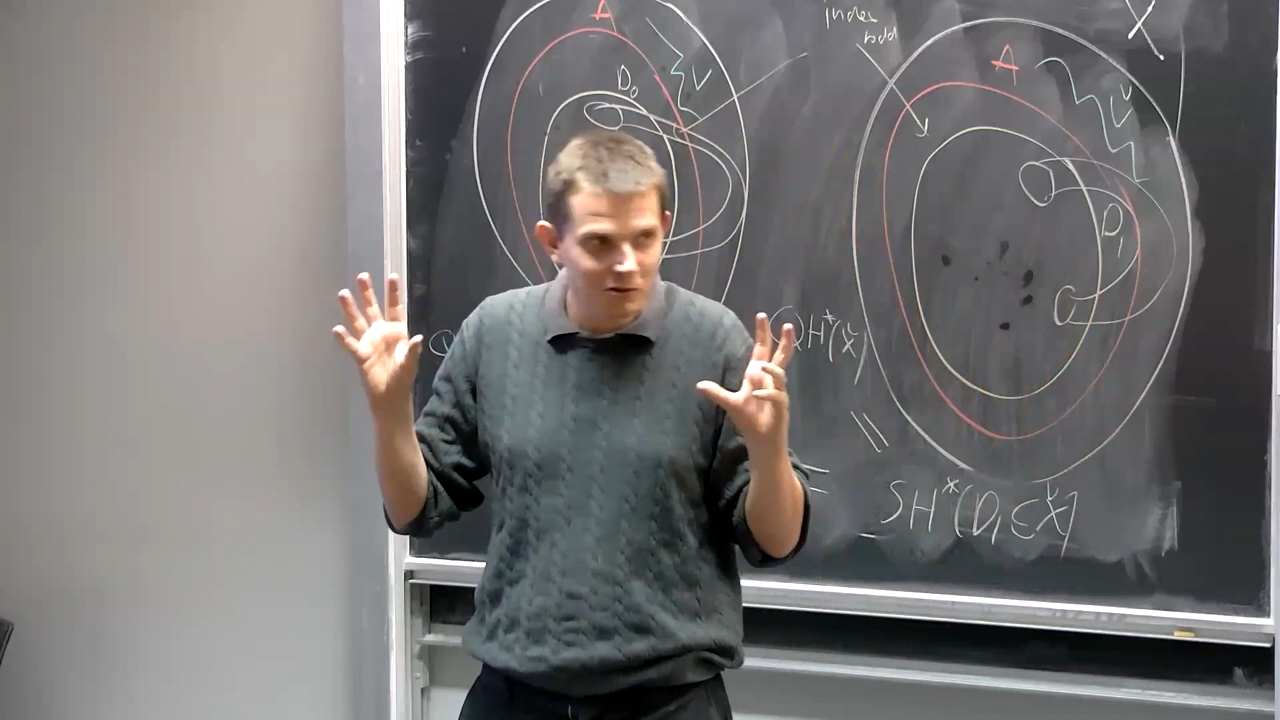 A
D₀
V
index
bdd
X
A
V
D₁
QH*(X̌)
=
SH*(D₁ ⊂ X̌)